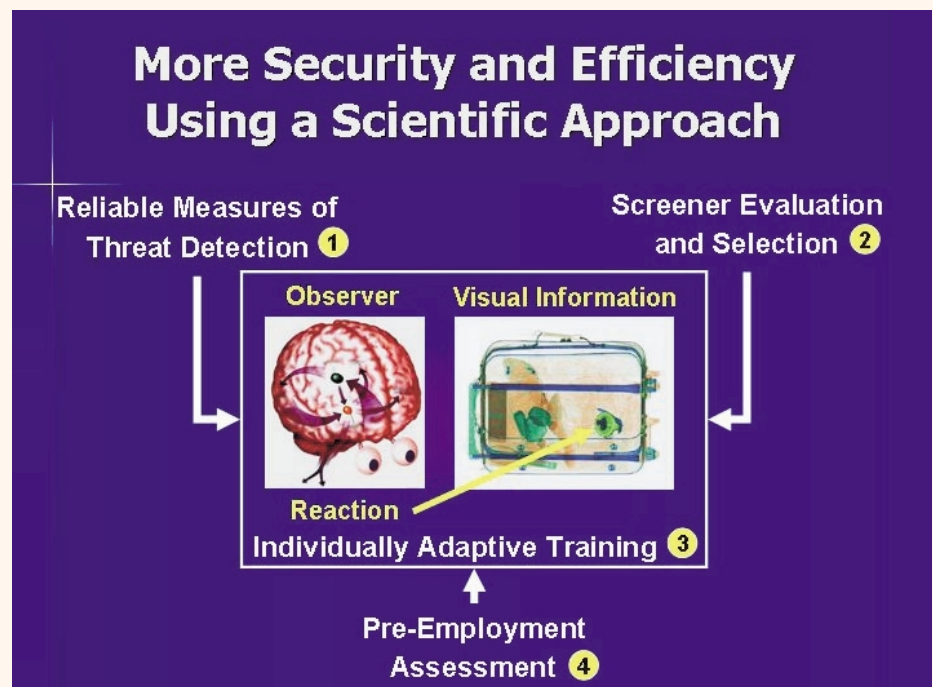 More Security and Efficiency
Using a Scientific Approach
Reliable Measures of
Threat Detection 1
Screener Evaluation
and Selection 2
Observer
Visual Information
Reaction
Individually Adaptive Training 3
Pre-Employment
Assessment 4